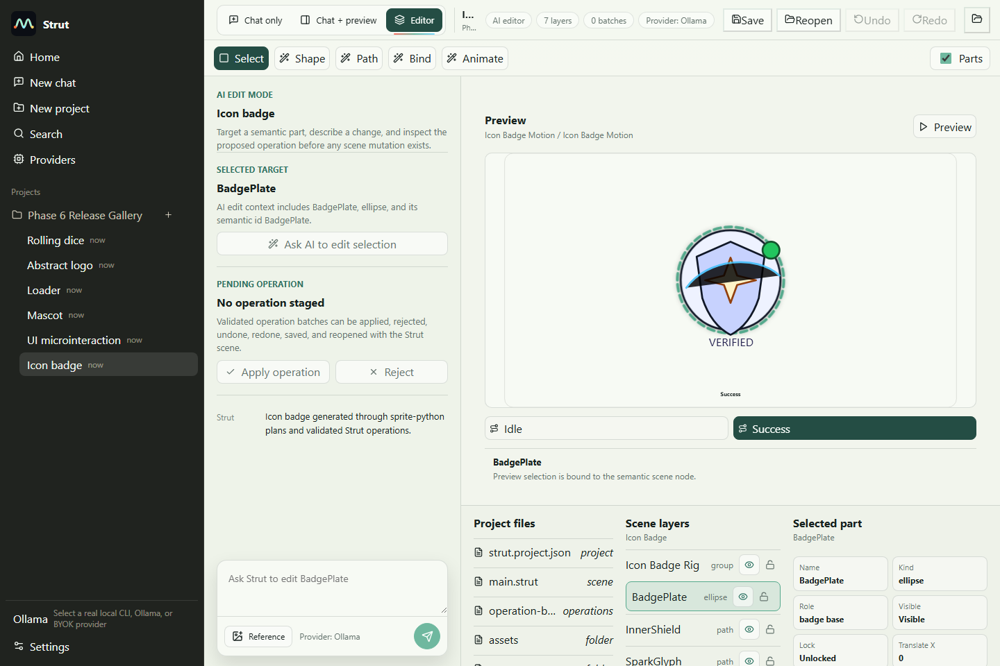 Strut
Home
New chat
New project
Search
Providers
Projects
Phase 6 Release Gallery +
Rolling dice now
Abstract logo now
Loader now
Mascot now
UI microinteraction now
Icon badge now
Ollama
Select a real local CLI, Ollama, or
BYOK provider
Settings
Chat only
Chat + preview
Editor
I...
Ph...
AI editor
7 layers
0 batches
Provider: Ollama
Save
Reopen
Undo
Redo
Select
Shape
Path
Bind
Animate
Parts
AI EDIT MODE
Icon badge
Target a semantic part, describe a change, and inspect the
proposed operation before any scene mutation exists.
SELECTED TARGET
BadgePlate
AI edit context includes BadgePlate, ellipse, and its
semantic id BadgePlate.
Ask AI to edit selection
PENDING OPERATION
No operation staged
Validated operation batches can be applied, rejected,
undone, redone, saved, and reopened with the Strut
scene.
Apply operation
Reject
Strut
Icon badge generated through sprite-python
plans and validated Strut operations.
Ask Strut to edit BadgePlate
Reference
Provider: Ollama
Preview
Icon Badge Motion / Icon Badge Motion
Preview
VERIFIED
Success
Idle
Success
BadgePlate
Preview selection is bound to the semantic scene node.
Project files
strut.project.json project
main.strut scene
operation-b... operations
assets folder
Scene layers
Icon Badge
Icon Badge Rig group
BadgePlate ellipse
InnerShield path
SparkGlyph path
Selected part
BadgePlate
Name
BadgePlate
Kind
ellipse
Role
badge base
Visible
Visible
Lock
Unlocked
Translate X
0